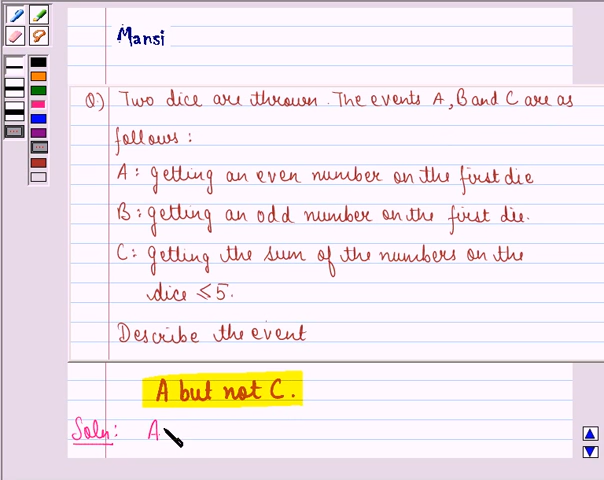 Mansi
Q) Two dice are thrown. The events A, B and C are as
follows:
A: getting an even number on the first die
B: getting an odd number on the first die.
C: getting the sum of the numbers on the
dice ≤ 5.
Describe the event
A but not C.
Soln: A